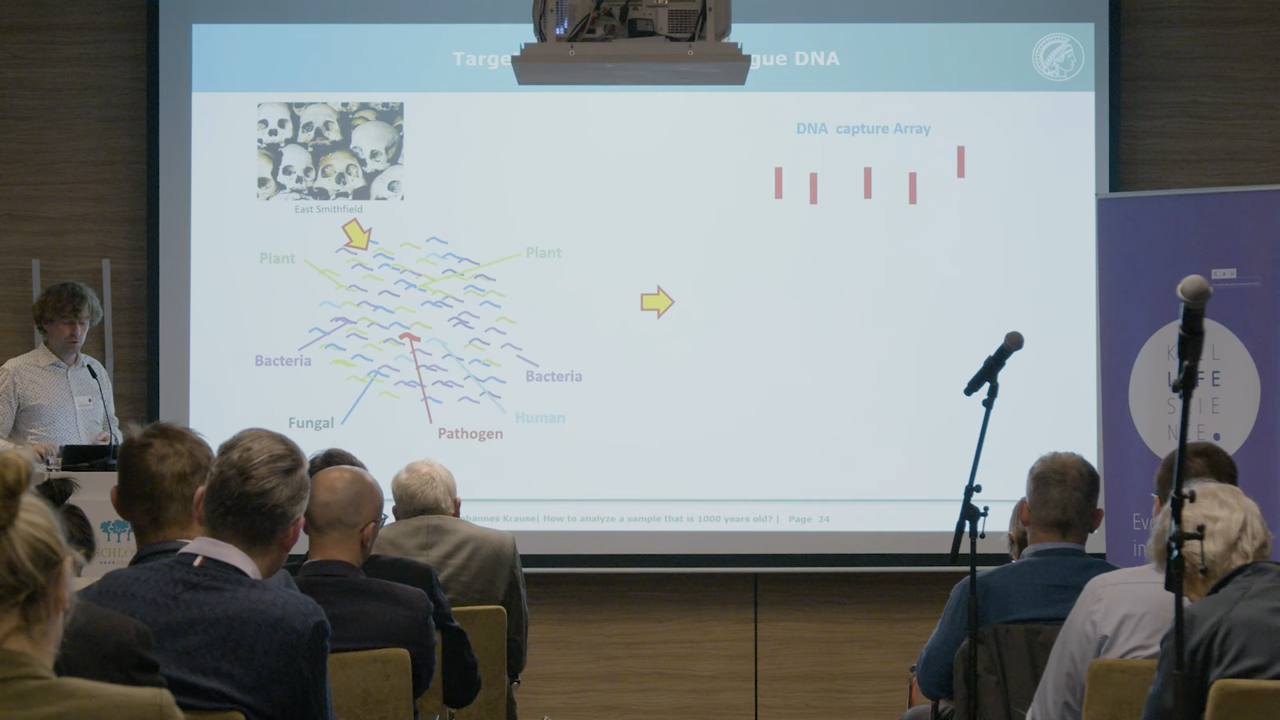 Targe gue DNA
DNA capture Array
East Smithfield
Plant
Plant
Bacteria
Bacteria
Fungal
Human
Pathogen
ohannes Krause| How to analyze a sample that is 1000 years old? | Page 24